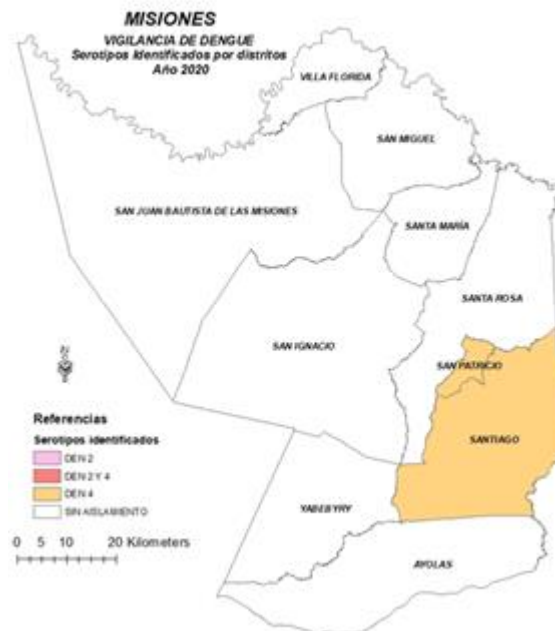 MISIONES
VIGILANCIA DE DENGUE
Serotipos Identificados por distritos
Año 2020
VILLA FLORIDA
SAN MIGUEL
SAN JUAN BAUTISTA DE LAS MISIONES
SANTA MARÍA
SANTA ROSA
SAN IGNACIO
SAN PATRICIO
SANTIAGO
YABEBYRY
AYOLAS
Referencias
Serotipos identificados
DEN 2
DEN 2 Y 4
DEN 4
SIN AISLAMIENTO
0 5 10 20 Kilometers